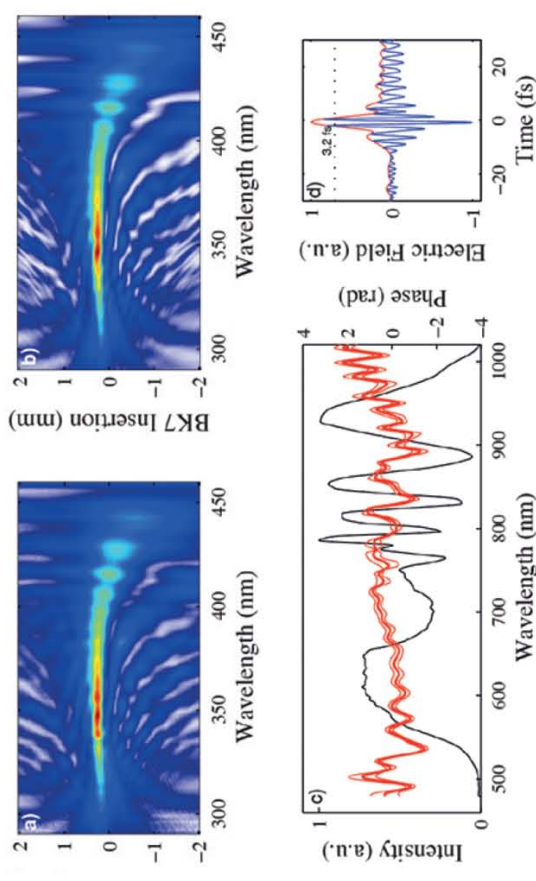 a)
2
1
0
−1
−2
300
350
400
450
Wavelength (nm)
b)
BK7 Insertion (mm)
2
1
0
−1
−2
300
350
400
450
Wavelength (nm)
c)
Intensity (a.u.)
1
0
500
600
700
800
900
1000
Wavelength (nm)
4
2
0
−2
−4
Phase (rad)
d)
Electric Field (a.u.)
1
0
−1
3.2 fs
−20
0
20
Time (fs)